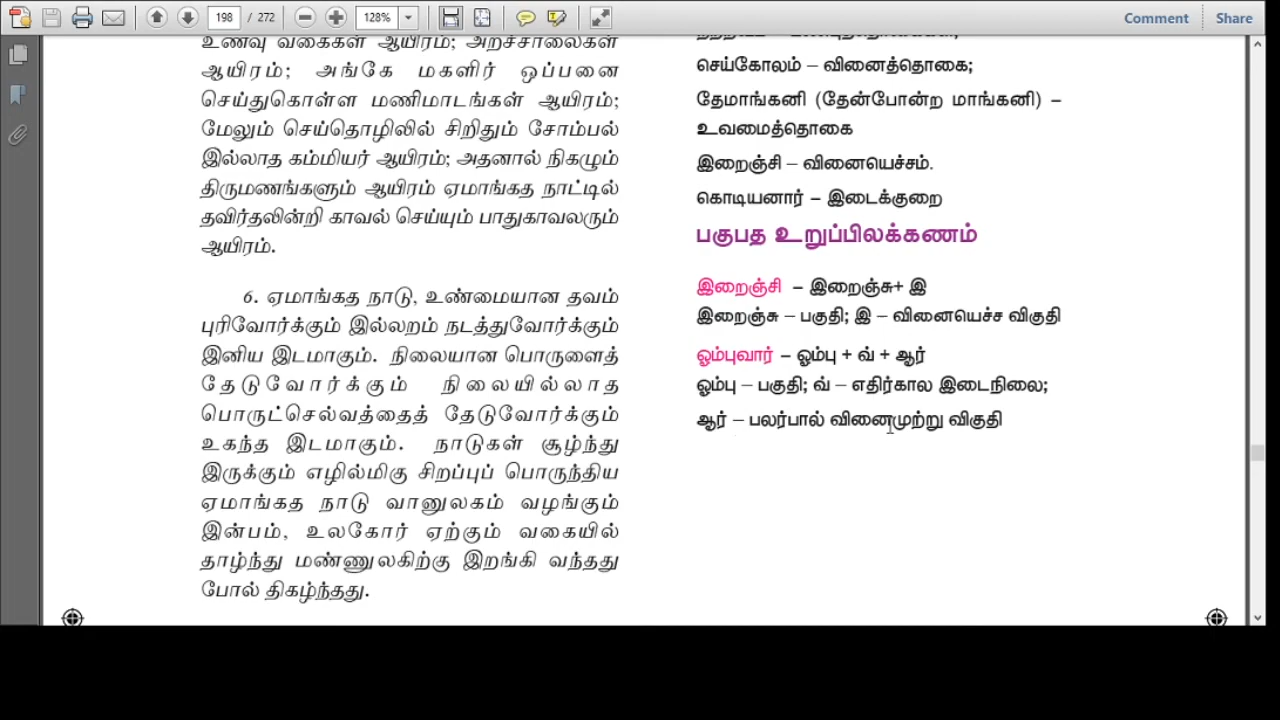 198 / 272
128%
Comment
Share
உணவு வகைகள் ஆயிரம்; அறச்சாலைகள்
ஆயிரம்; அங்கே மகளிர் ஒப்பனை
செய்துகொள்ள மணிமாடங்கள் ஆயிரம்;
மேலும் செய்தொழிலில் சிறிதும் சோம்பல்
இல்லாத கம்மியர் ஆயிரம்; அதனால் நிகழும்
திருமணங்களும் ஆயிரம் ஏமாங்கத நாட்டில்
தவிர்தலின்றி காவல் செய்யும் பாதுகாவலரும்
ஆயிரம்.
6. ஏமாங்கத நாடு, உண்மையான தவம்
புரிவோர்க்கும் இல்லறம் நடத்துவோர்க்கும்
இனிய இடமாகும். நிலையான பொருளைத்
தேடுவோர்க்கும் நிலையில்லாத
பொருட்செல்வத்தைத் தேடுவோர்க்கும்
உகந்த இடமாகும். நாடுகள் சூழ்ந்து
இருக்கும் எழில்மிகு சிறப்புப் பொருந்திய
ஏமாங்கத நாடு வானுலகம் வழங்கும்
இன்பம், உலகோர் ஏற்கும் வகையில்
தாழ்ந்து மண்ணுலகிற்கு இறங்கி வந்தது
போல் திகழ்ந்தது.
செய்கோலம் – வினைத்தொகை;
தேமாங்கனி (தேன்போன்ற மாங்கனி) –
உவமைத்தொகை
இறைஞ்சி – வினையெச்சம்.
கொடியனார் – இடைக்குறை
பகுபத உறுப்பிலக்கணம்
இறைஞ்சி – இறைஞ்சு+ இ
இறைஞ்சு – பகுதி; இ – வினையெச்ச விகுதி
ஓம்புவார் – ஓம்பு + வ் + ஆர்
ஓம்பு – பகுதி; வ் – எதிர்கால இடைநிலை;
ஆர் – பலர்பால் வினைமுற்று விகுதி